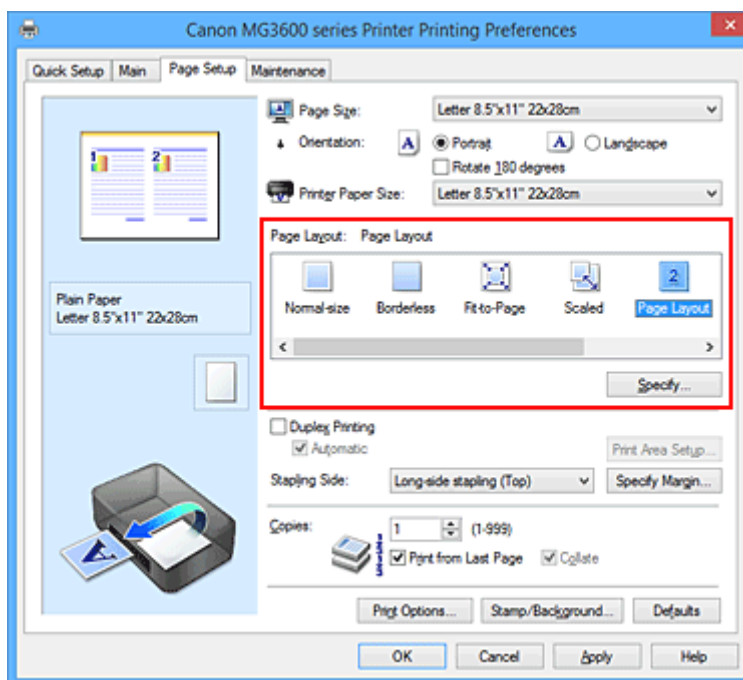 Canon MG3600 series Printer Printing Preferences
Quick Setup Main Page Setup Maintenance
1 2
Plain Paper
Letter 8.5"x11" 22x28cm
Page Size: Letter 8.5"x11" 22x28cm
Orientation: A Portrait A Landscape
Rotate 180 degrees
Printer Paper Size: Letter 8.5"x11" 22x28cm
Page Layout: Page Layout
2
Normal-size Borderless Fit-to-Page Scaled Page Layout
Specify...
Duplex Printing
Automatic Print Area Setup...
Stapling Side: Long-side stapling (Top) Specify Margin...
Copies: 1 (1-999)
Print from Last Page Collate
A
Print Options... Stamp/Background... Defaults
OK Cancel Apply Help